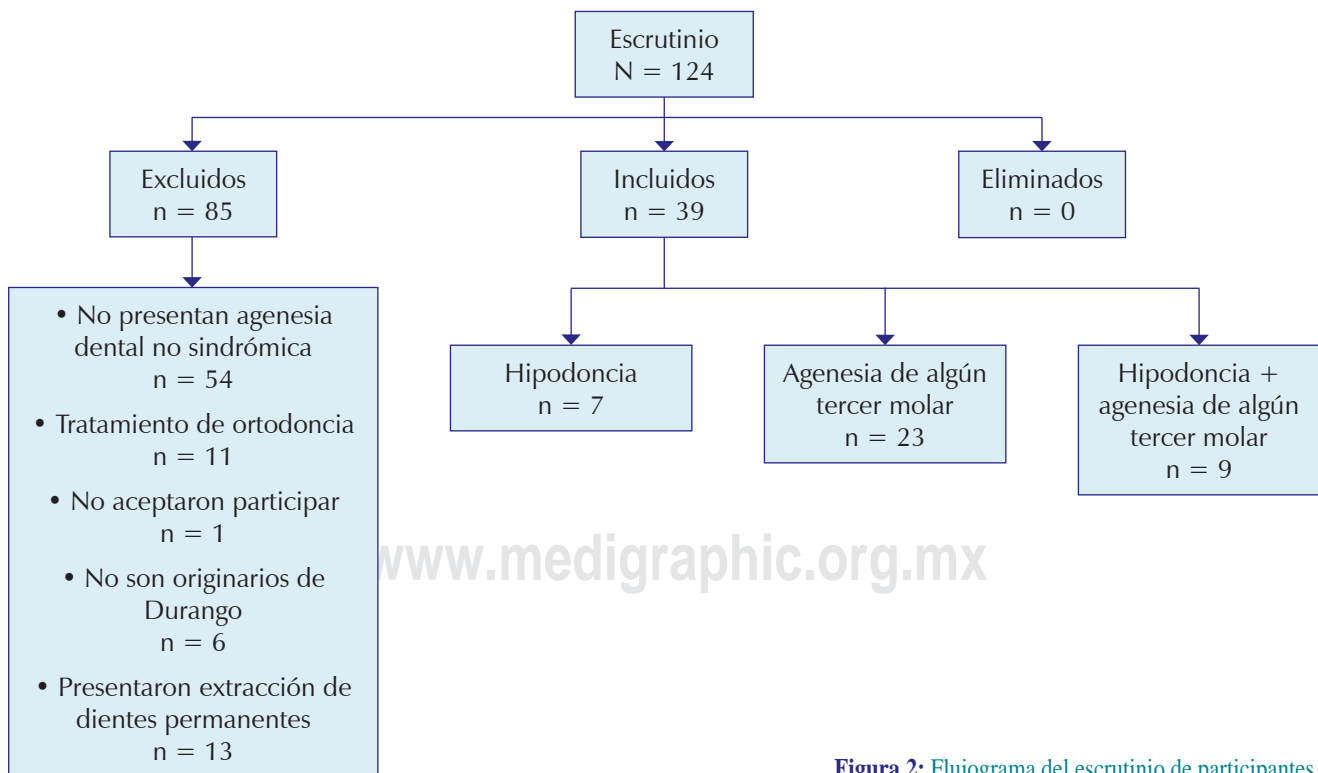 Escrutinio
N = 124
Excluidos
n = 85
Incluidos
n = 39
Eliminados
n = 0
• No presentan agenesia
dental no sindrómica
n = 54
• Tratamiento de ortodoncia
n = 11
• No aceptaron participar
n = 1
• No son originarios de
Durango
n = 6
• Presentaron extracción de
dientes permanentes
n = 13
Hipodoncia
n = 7
Agenesia de algún
tercer molar
n = 23
Hipodoncia +
agenesia de algún
tercer molar
n = 9
www.medigraphic.org.mx
Figura 2: Flujograma del escrutinio de participantes